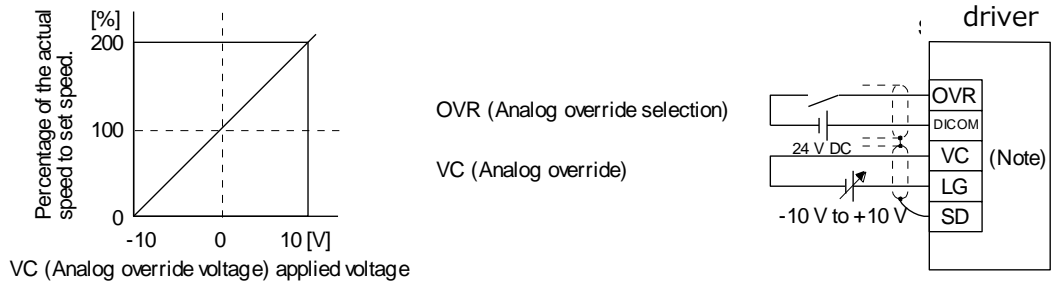 [%]
200
100
0
Percentage of the actual
speed to set speed.
-10 0 10 [V]
VC (Analog override voltage) applied voltage
OVR (Analog override selection)
VC (Analog override)
24 V DC
-10 V to +10 V
driver
OVR
DICOM
VC
LG
SD
(Note)